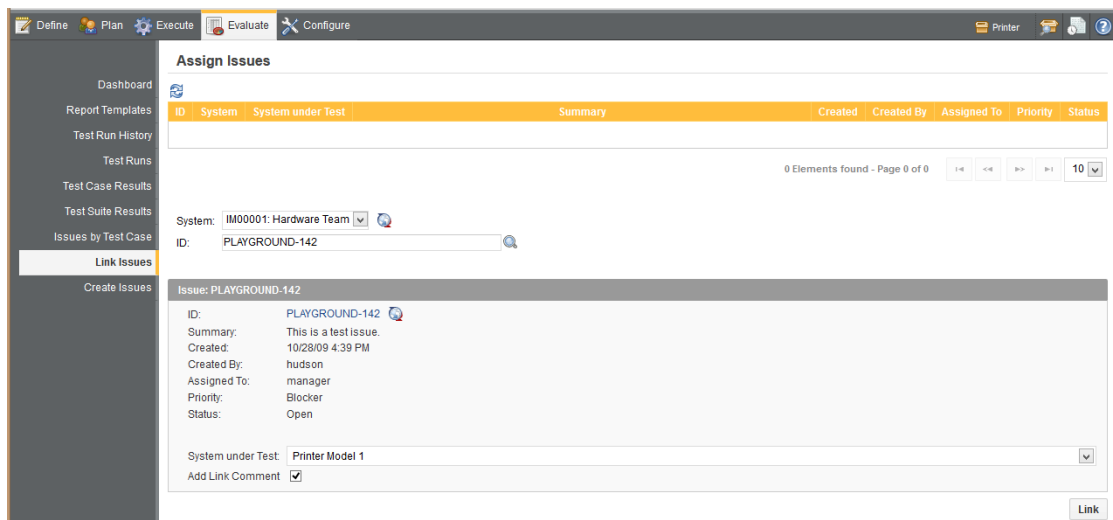 Define Plan Execute Evaluate Configure Printer
Assign Issues
Dashboard
Report Templates
Test Run History
Test Runs
Test Case Results
Test Suite Results
Issues by Test Case
Link Issues
Create Issues
ID System System under Test Summary Created Created By Assigned To Priority Status
0 Elements found - Page 0 of 0 10
System: IM00001: Hardware Team
ID: PLAYGROUND-142
Issue: PLAYGROUND-142
ID: PLAYGROUND-142
Summary: This is a test issue.
Created: 10/28/09 4:39 PM
Created By: hudson
Assigned To: manager
Priority: Blocker
Status: Open
System under Test: Printer Model 1
Add Link Comment
Link